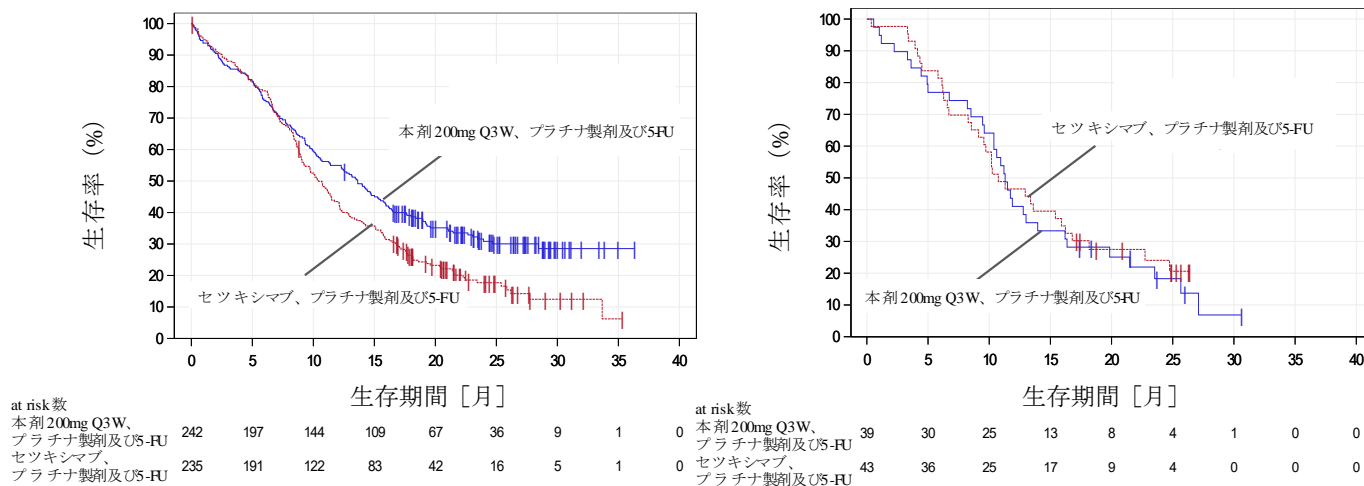 100
90
80
70
60
50
40
30
20
10
0
生存率 (%)
本剤200mg Q3W、プラチナ製剤及び5-FU
セツキシマブ、プラチナ製剤及び5-FU
0 5 10 15 20 25 30 35 40
生存期間［月］
at risk数
本剤200mg Q3W、
プラチナ製剤及び5-FU
242 197 144 109 67 36 9 1 0
セツキシマブ、
プラチナ製剤及び5-FU
235 191 122 83 42 16 5 1 0
100
90
80
70
60
50
40
30
20
10
0
生存率 (%)
セツキシマブ、プラチナ製剤及び5-FU
本剤200mg Q3W、プラチナ製剤及び5-FU
0 5 10 15 20 25 30 35 40
生存期間［月］
at risk数
本剤200mg Q3W、
プラチナ製剤及び5-FU
39 30 25 13 8 4 1 0 0
セツキシマブ、
プラチナ製剤及び5-FU
43 36 25 17 9 4 0 0 0